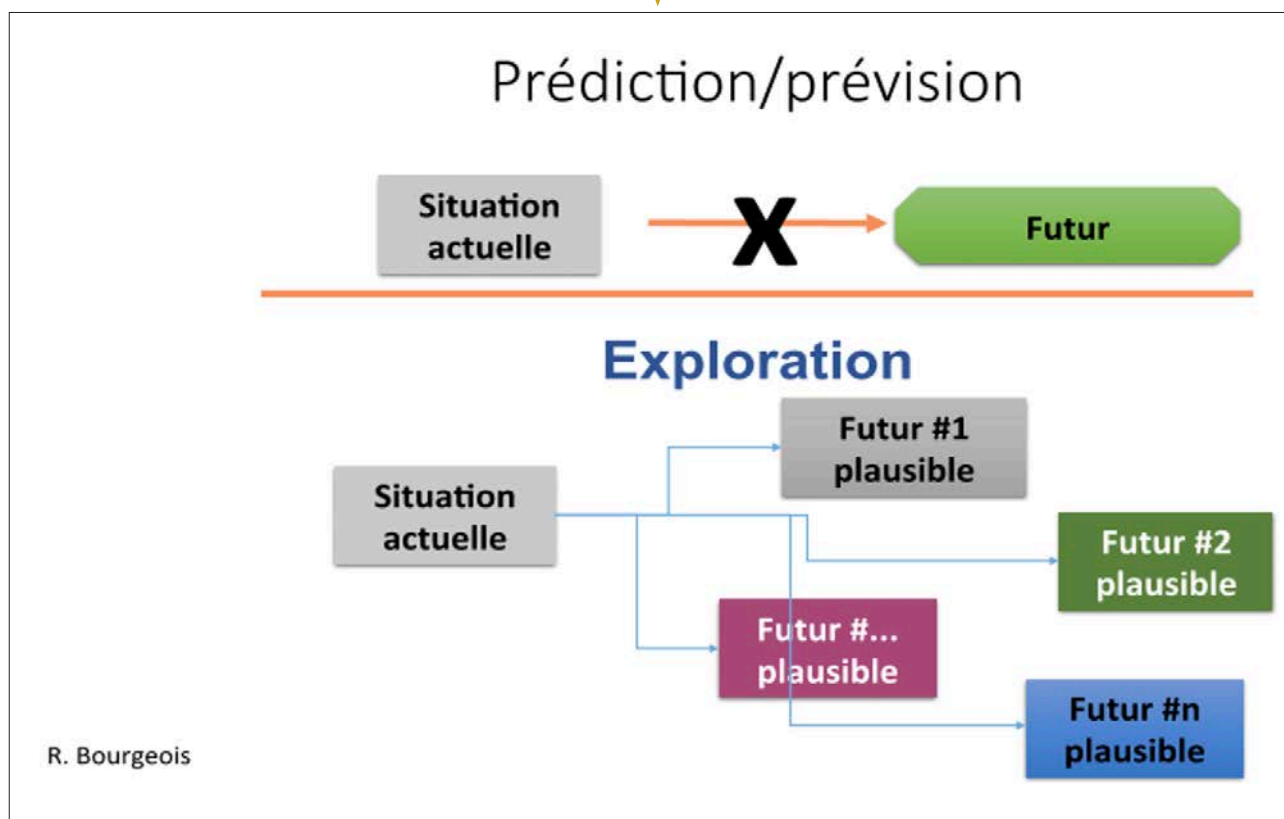 Prédiction/prévision
Situation
actuelle
X
Futur
Exploration
Futur #1
plausible
Situation
actuelle
Futur #2
plausible
Futur #...
plausible
Futur #n
plausible
R. Bourgeois